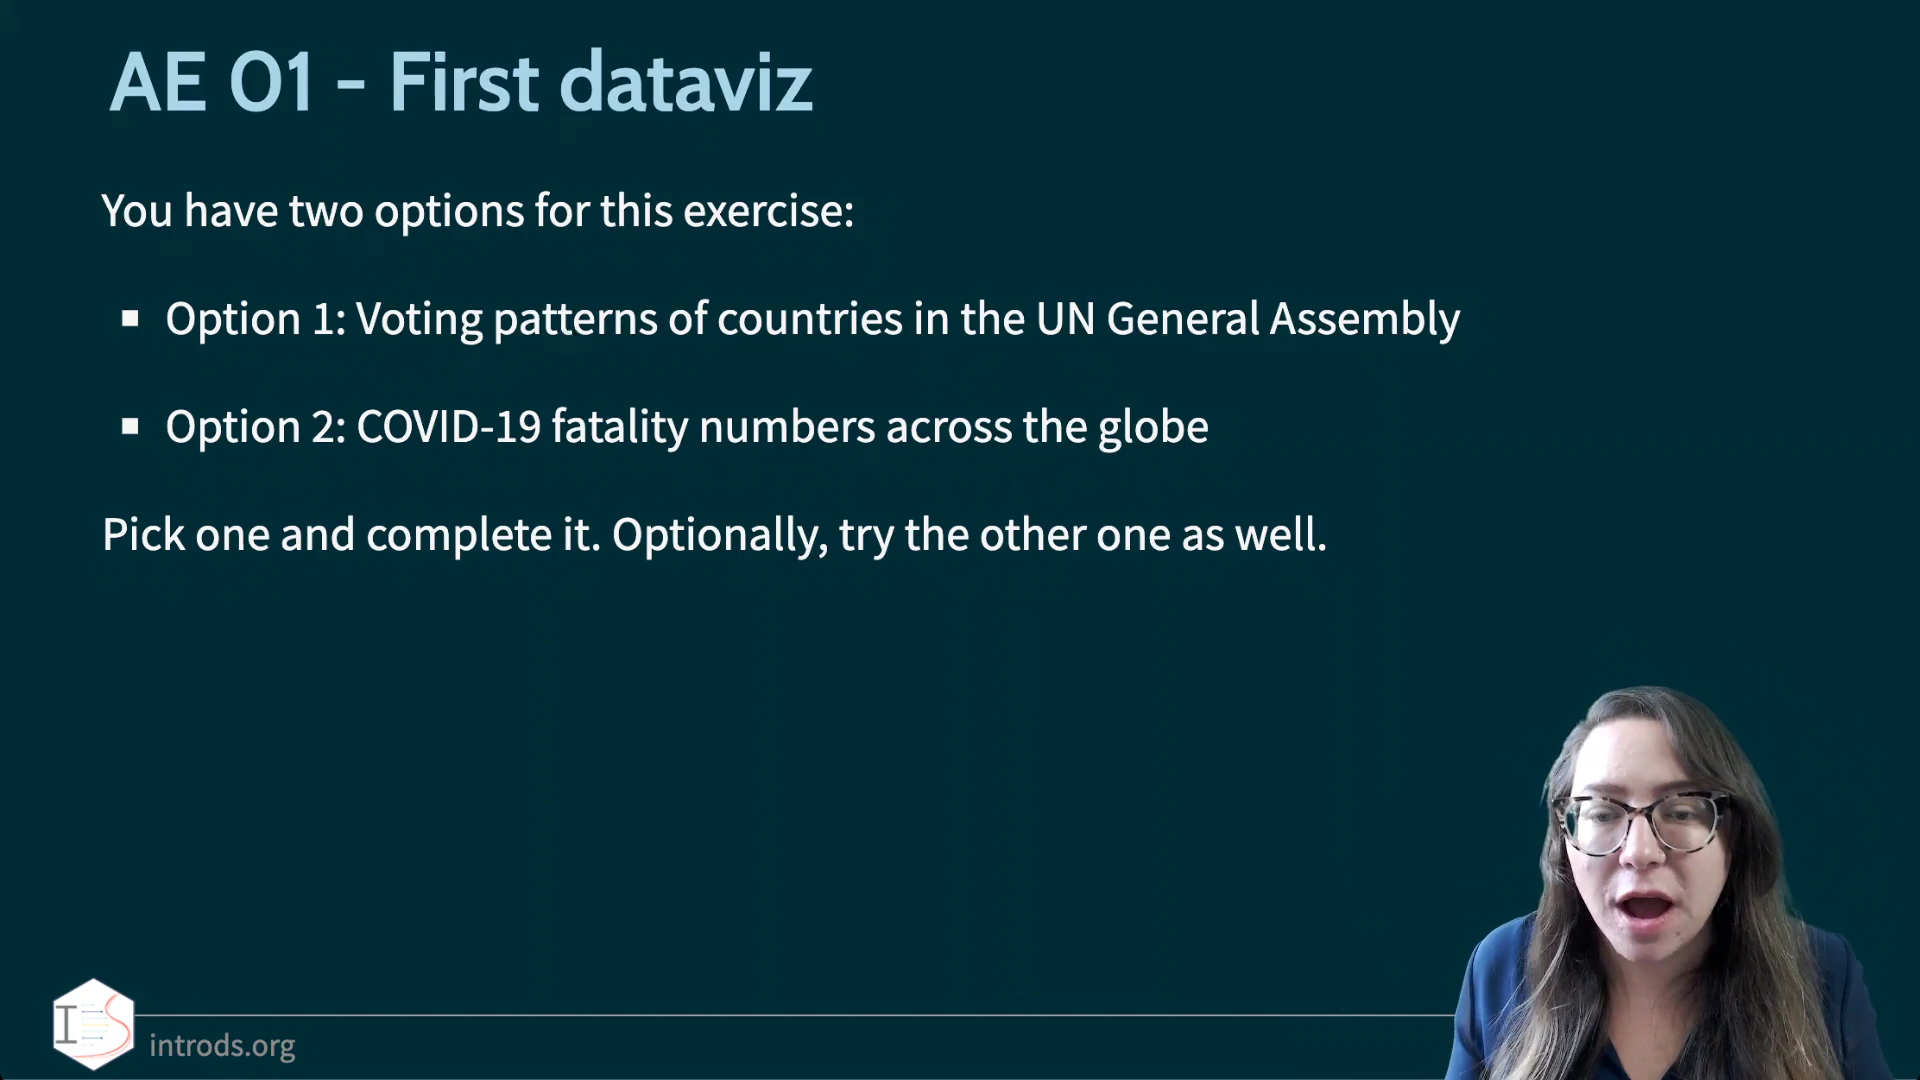 AE 01 - First dataviz
You have two options for this exercise:
Option 1: Voting patterns of countries in the UN General Assembly
Option 2: COVID-19 fatality numbers across the globe
Pick one and complete it. Optionally, try the other one as well.
IDS
introds.org